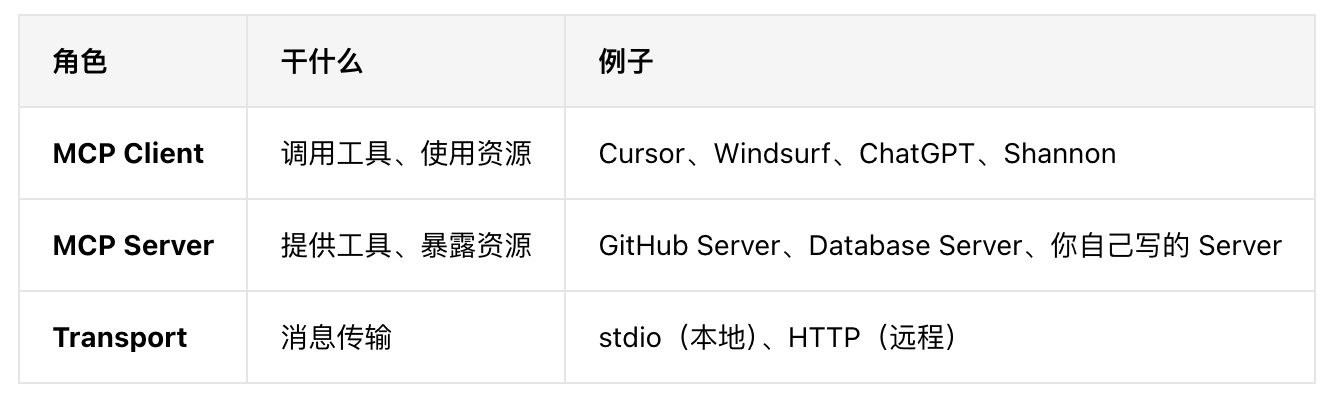 角色 干什么 例子
MCP Client 调用工具、使用资源 Cursor、Windsurf、ChatGPT、Shannon
MCP Server 提供工具、暴露资源 GitHub Server、Database Server、你自己写的 Server
Transport 消息传输 stdio（本地）、HTTP（远程）